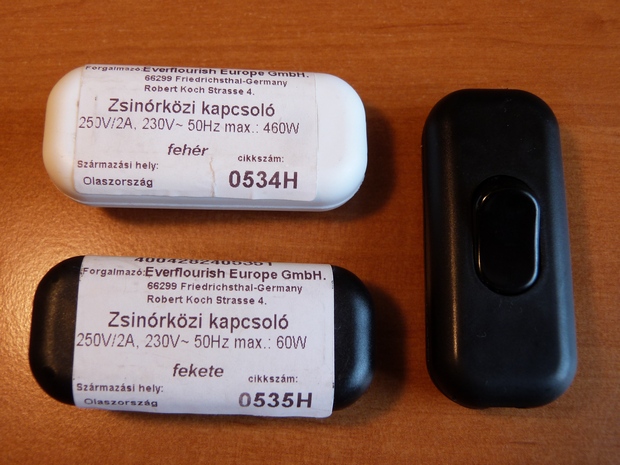 Forgalmazó: Everflourish Europe GmbH.
66299 Friedrichsthal-Germany
Robert Koch Strasse 4.
Zsinórközi kapcsoló
250V/2A, 230V~ 50Hz max.: 460W
fehér
Származási hely: cikkszám:
Olaszország 0534H
Forgalmazó: Everflourish Europe GmbH.
66299 Friedrichsthal-Germany
Robert Koch Strasse 4.
Zsinórközi kapcsoló
250V/2A, 230V~ 50Hz max.: 60W
fekete
Származási hely: cikkszám:
Olaszország 0535H